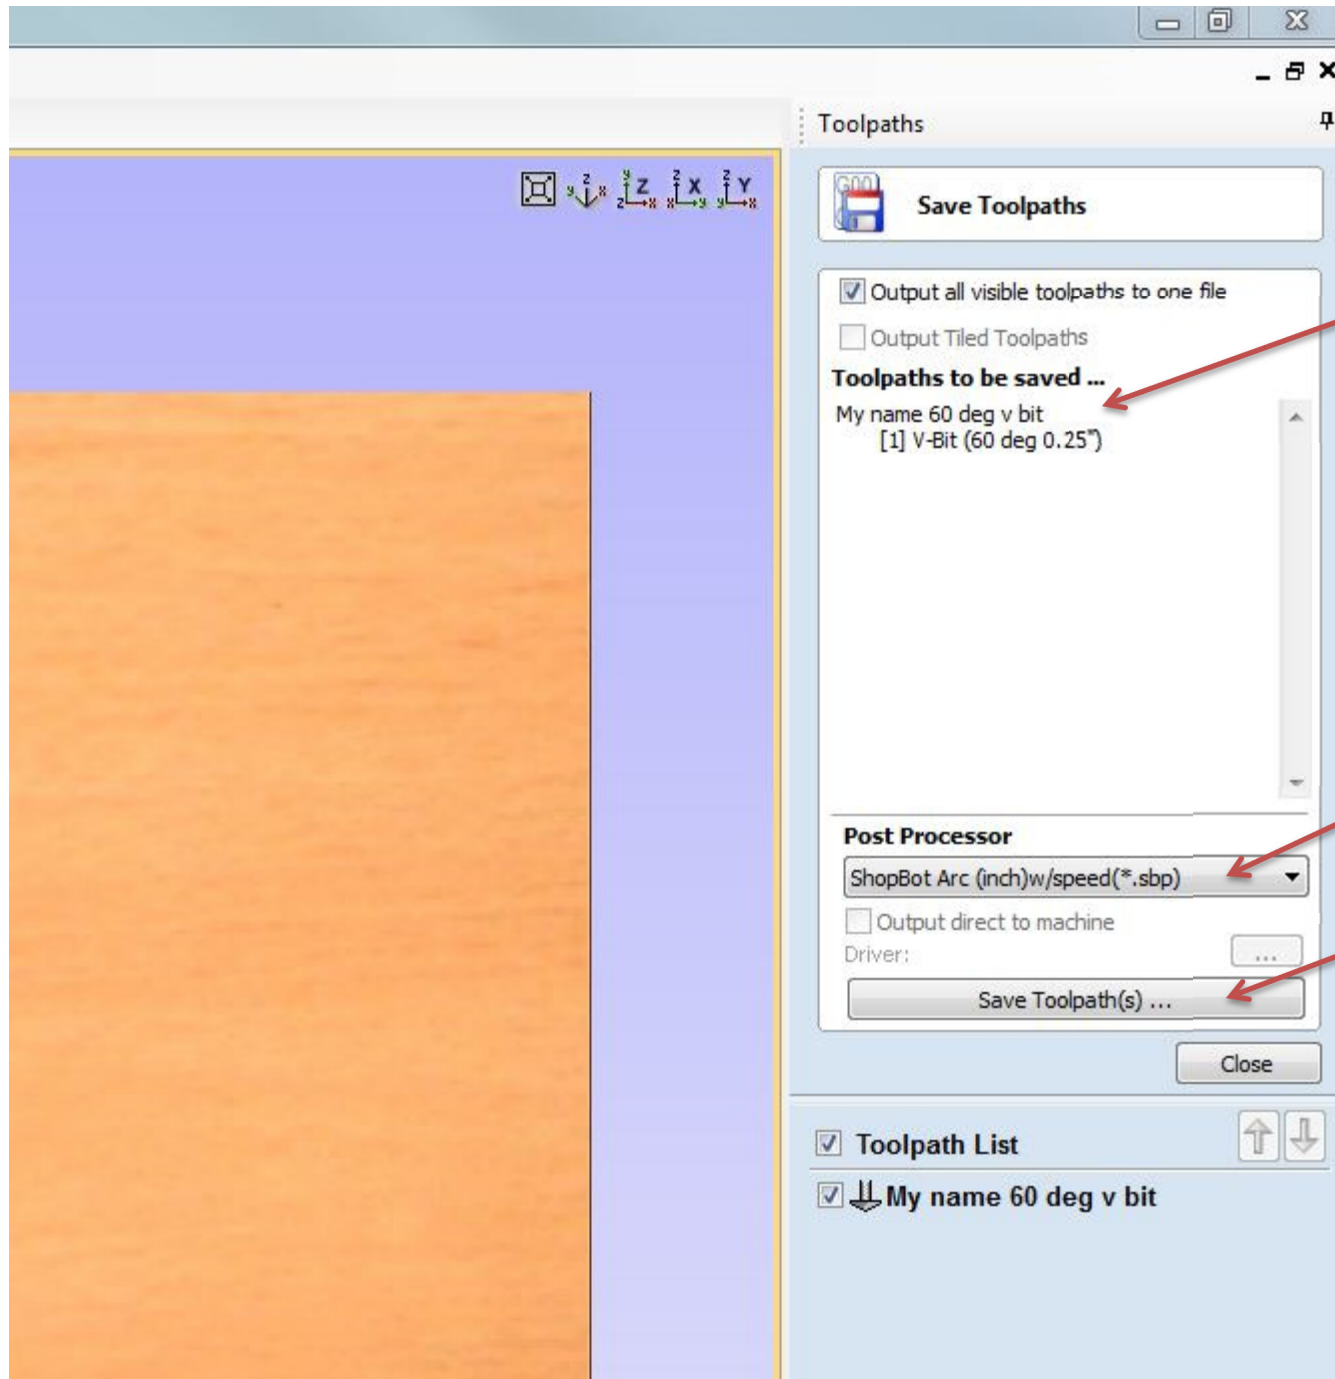 Toolpaths
Save Toolpaths
Output all visible toolpaths to one file
Output Tiled Toolpaths
Toolpaths to be saved ...
My name 60 deg v bit
[1] V-Bit (60 deg 0.25")
Post Processor
ShopBot Arc (inch)w/speed(*.sbp)
Output direct to machine
Driver:
...
Save Toolpath(s) ...
Close
Toolpath List
My name 60 deg v bit